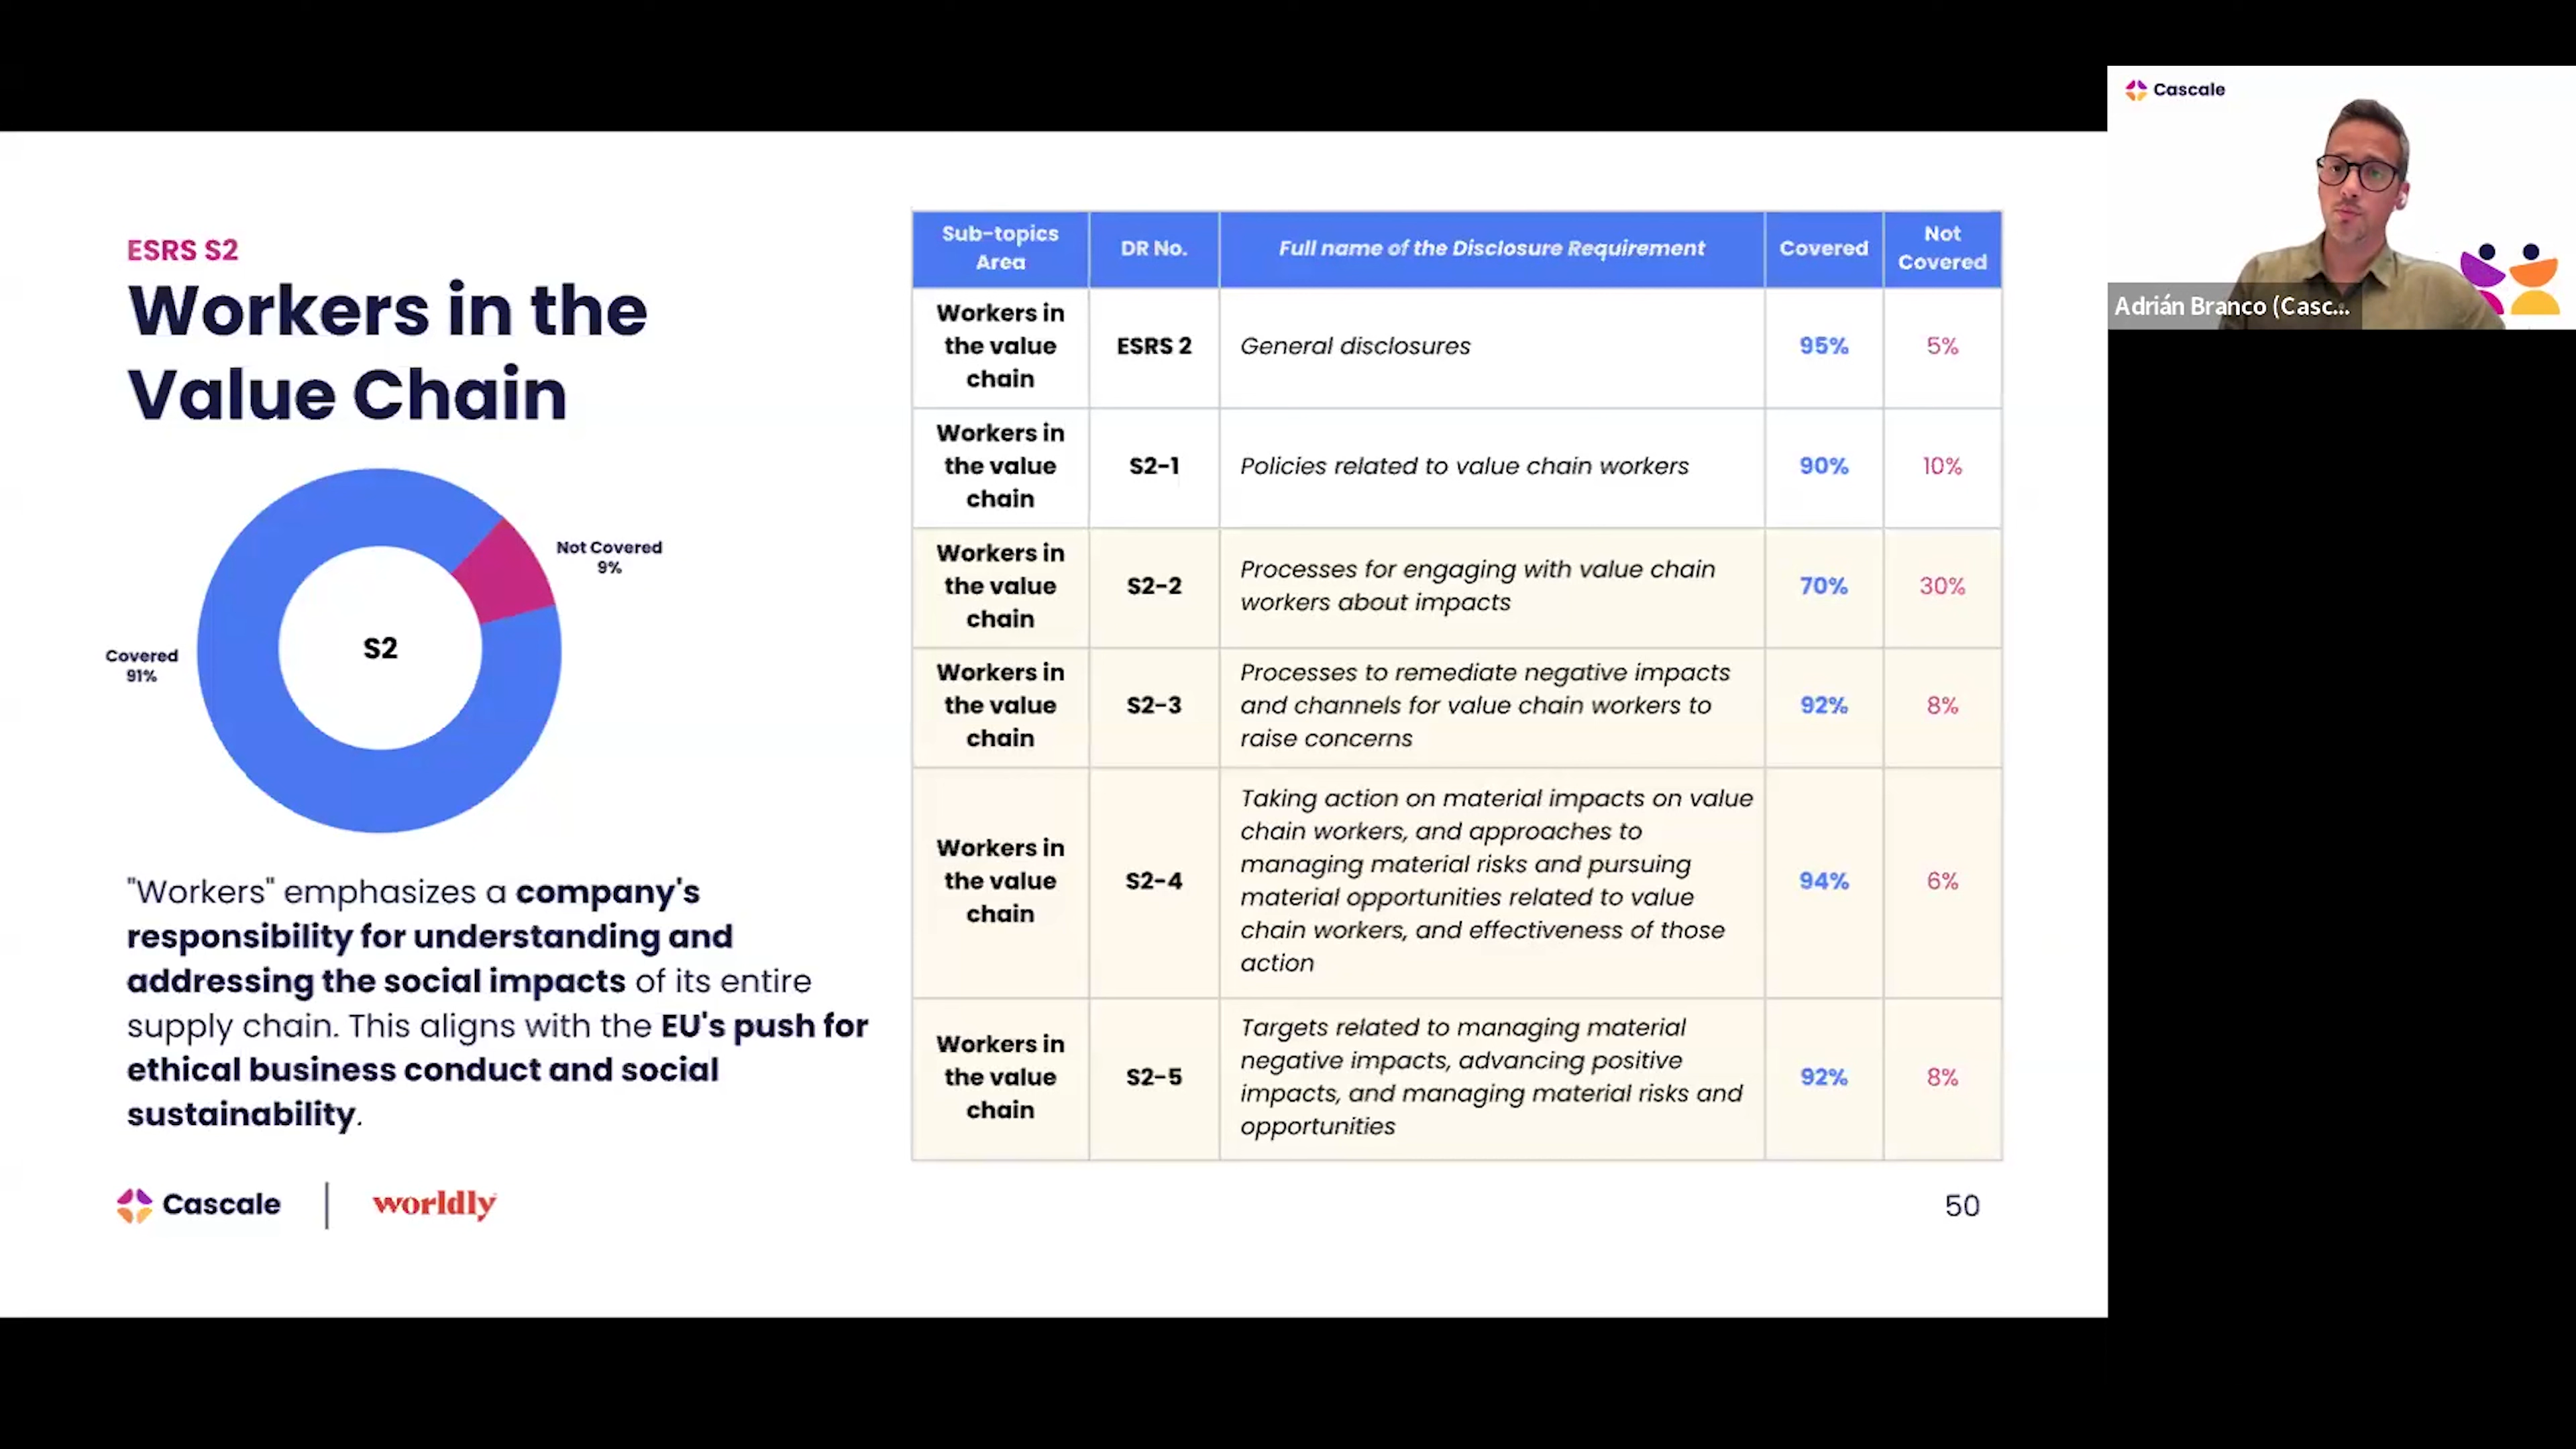 ESRS S2
Workers in the
Value Chain
Not Covered
9%
S2
Covered
91%
"Workers" emphasizes a company's
responsibility for understanding and
addressing the social impacts of its entire
supply chain. This aligns with the EU's push for
ethical business conduct and social
sustainability.
Cascale
worldly
Sub-topics
Area
DR No.
Full name of the Disclosure Requirement
Covered
Not
Covered
Workers in
the value
chain
ESRS 2
General disclosures
95%
5%
Workers in
the value
chain
S2-1
Policies related to value chain workers
90%
10%
Workers in
the value
chain
S2-2
Processes for engaging with value chain
workers about impacts
70%
30%
Workers in
the value
chain
S2-3
Processes to remediate negative impacts
and channels for value chain workers to
raise concerns
92%
8%
Workers in
the value
chain
S2-4
Taking action on material impacts on value
chain workers, and approaches to
managing material risks and pursuing
material opportunities related to value
chain workers, and effectiveness of those
action
94%
6%
Workers in
the value
chain
S2-5
Targets related to managing material
negative impacts, advancing positive
impacts, and managing material risks and
opportunities
92%
8%
50
Cascale
Adrián Branco (Casc...